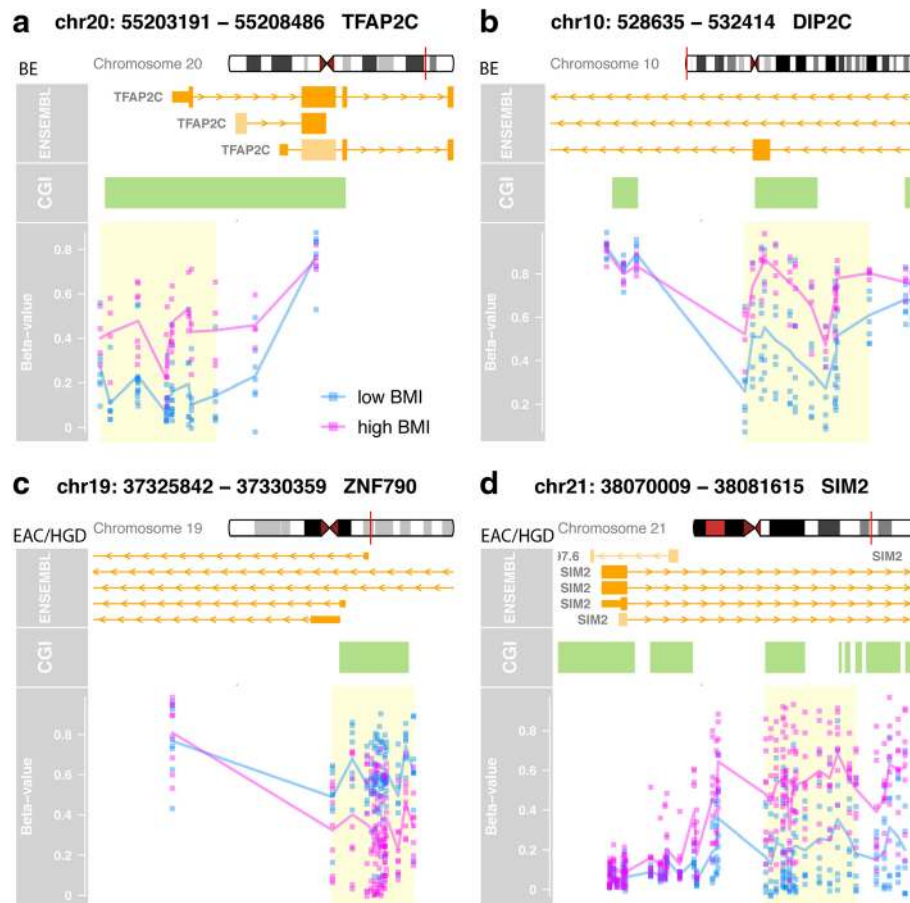 a chr20: 55203191 – 55208486 TFAP2C
BE
Chromosome 20
ENSEMBL
TFAP2C
TFAP2C
TFAP2C
CGI
Beta-value
0.8
0.6
0.4
0.2
0
low BMI
high BMI
b chr10: 528635 – 532414 DIP2C
BE
Chromosome 10
ENSEMBL
CGI
Beta-value
0.8
0.6
0.4
0.2
c chr19: 37325842 – 37330359 ZNF790
EAC/HGD
Chromosome 19
ENSEMBL
CGI
Beta-value
0.8
0.6
0.4
0.2
0
d chr21: 38070009 – 38081615 SIM2
EAC/HGD
Chromosome 21
ENSEMBL
97.6
SIM2
SIM2
SIM2
SIM2
SIM2
CGI
Beta-value
0.8
0.6
0.4
0.2
0